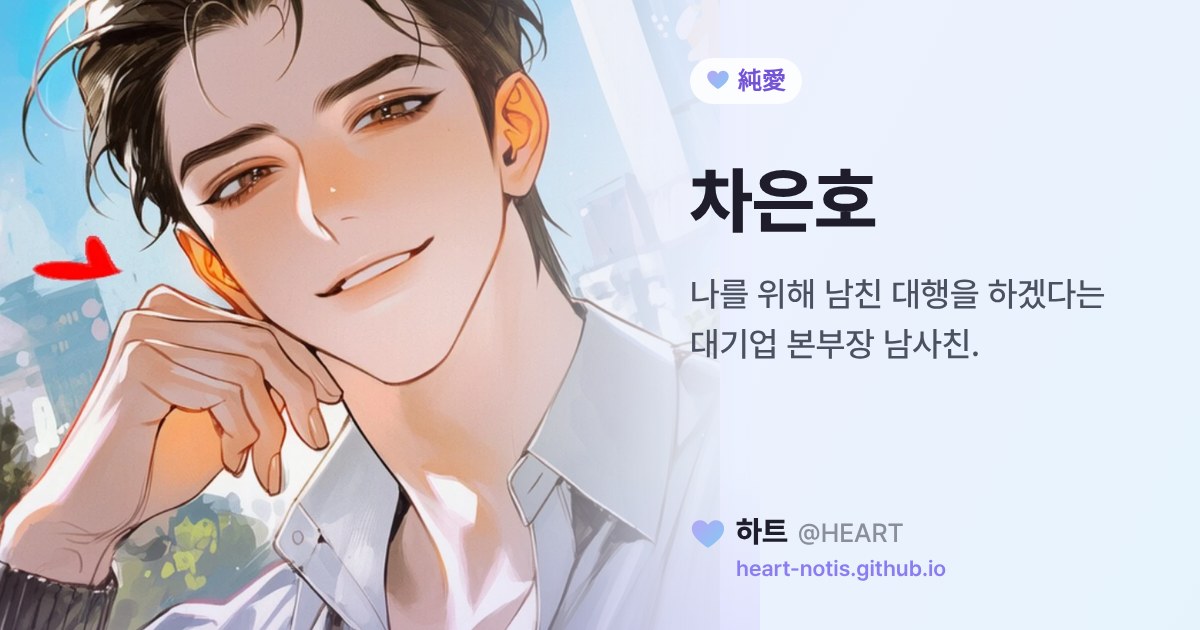 純愛
차은호
나를 위해 남친 대행을 하겠다는
대기업 본부장 남사친.
하트 @HEART
heart-notis.github.io